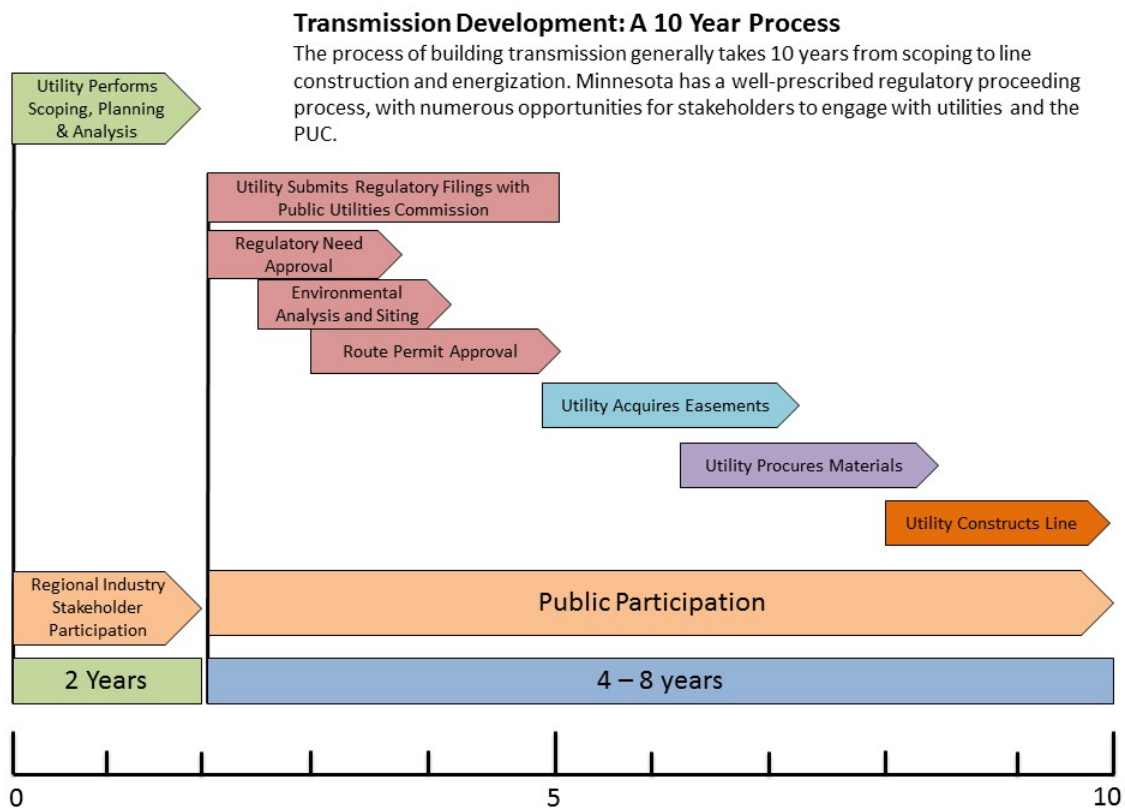 Transmission Development: A 10 Year Process
The process of building transmission generally takes 10 years from scoping to line
construction and energization. Minnesota has a well-prescribed regulatory proceeding
process, with numerous opportunities for stakeholders to engage with utilities and the
PUC.
Utility Performs
Scoping, Planning
& Analysis
Utility Submits Regulatory Filings with
Public Utilities Commission
Regulatory Need
Approval
Environmental
Analysis and Siting
Route Permit Approval
Utility Acquires Easements
Utility Procures Materials
Utility Constructs Line
Regional Industry
Stakeholder
Participation
Public Participation
2 Years
4 – 8 years
0
5
10